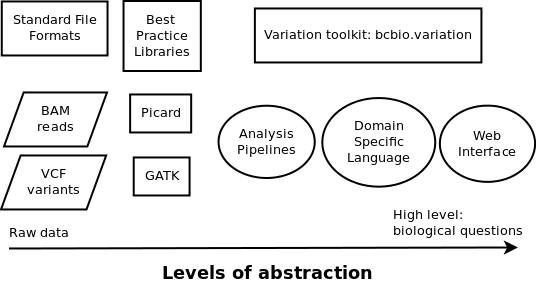 Standard File
Formats
Best
Practice
Libraries
Variation toolkit: bcbio.variation
BAM
reads
Picard
Analysis
Pipelines
Domain
Specific
Language
Web
Interface
VCF
variants
GATK
Raw data
High level:
biological questions
Levels of abstraction